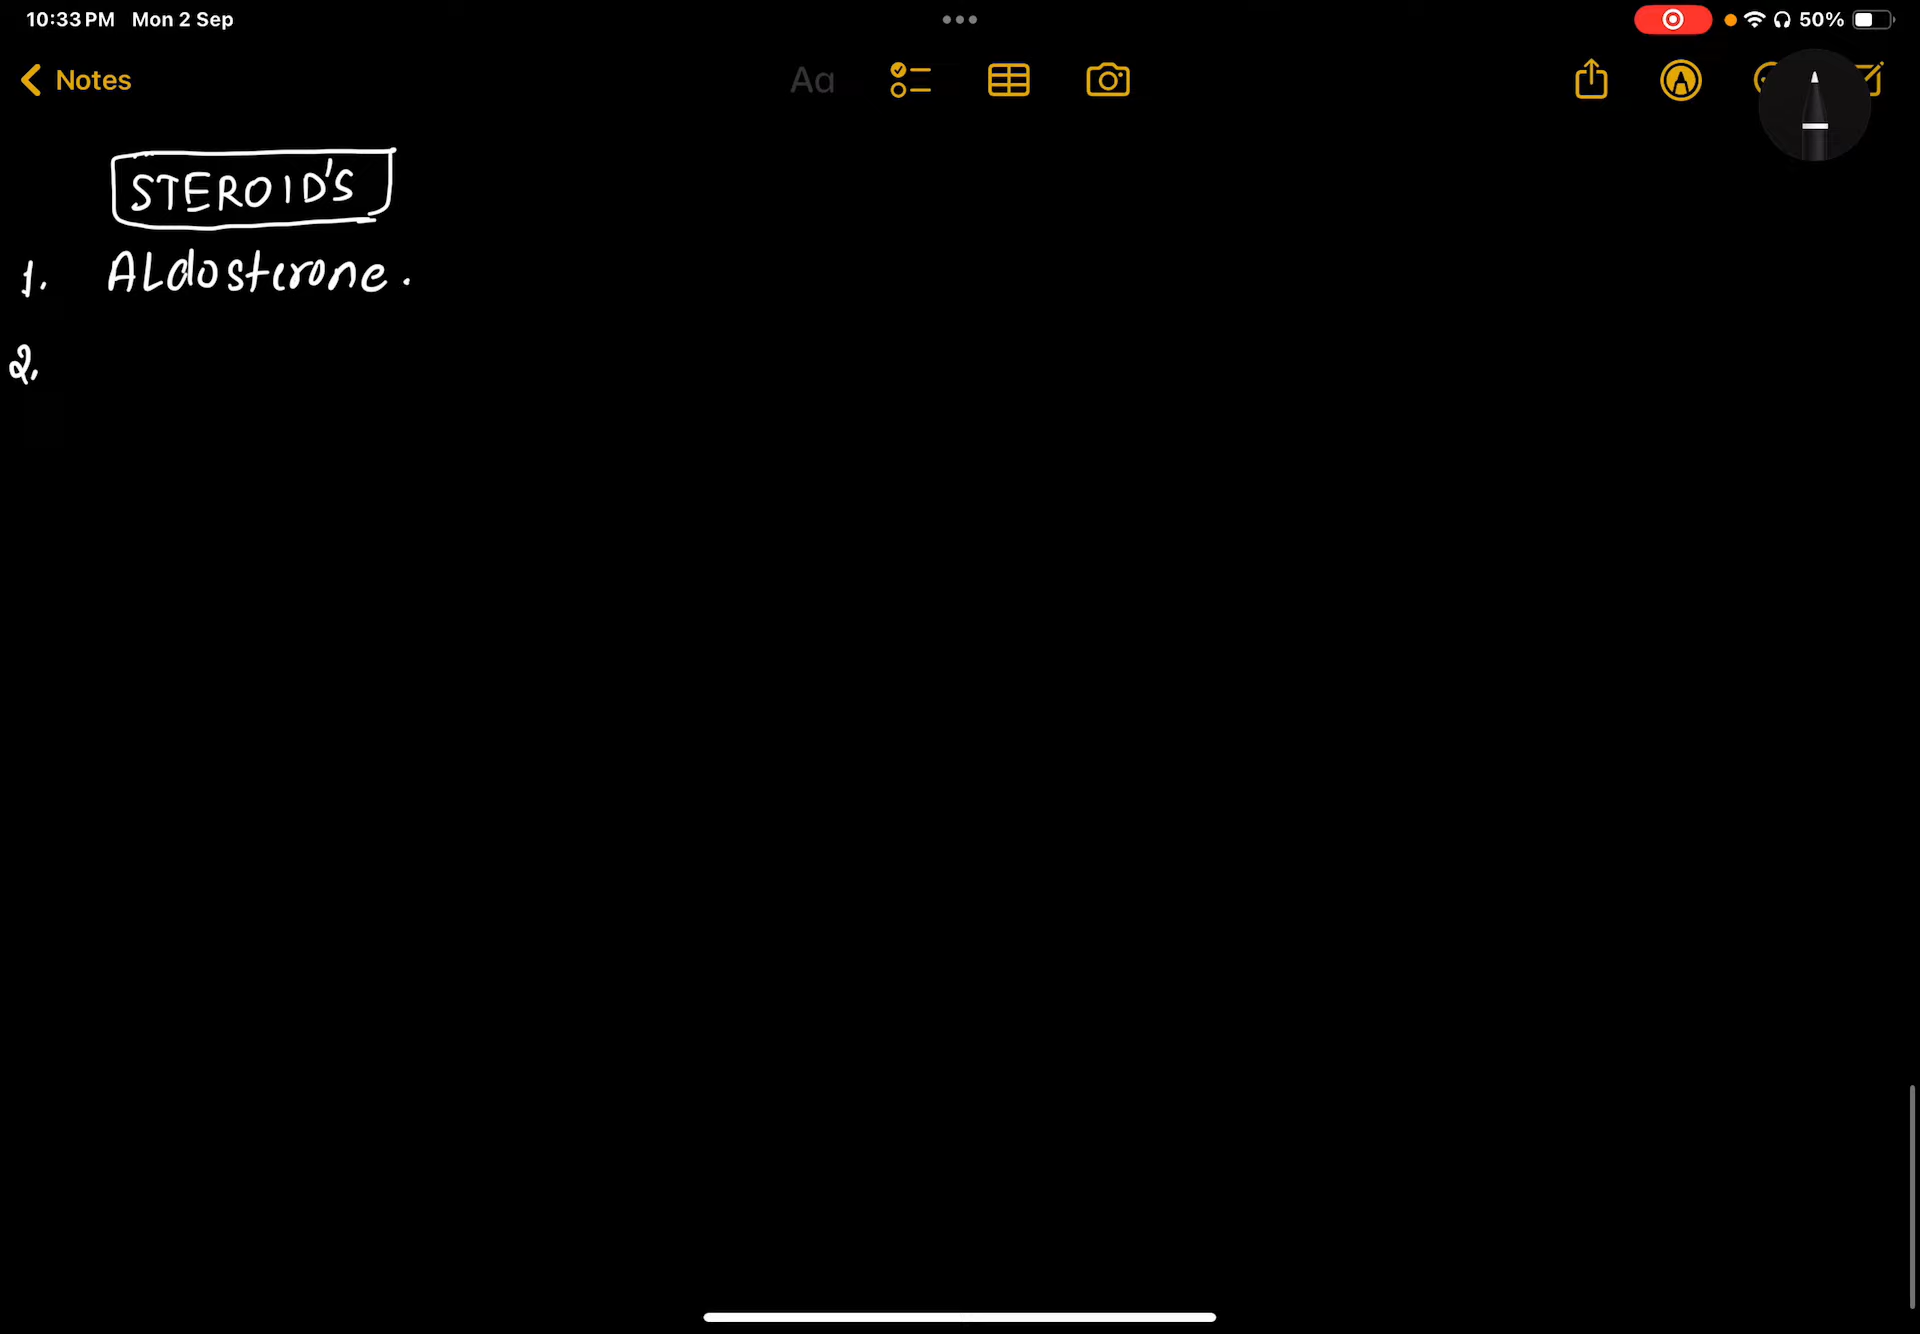 10:33 PM Mon 2 Sep 50%
Notes Aa
STEROID'S
1. ALdosterone.
2.